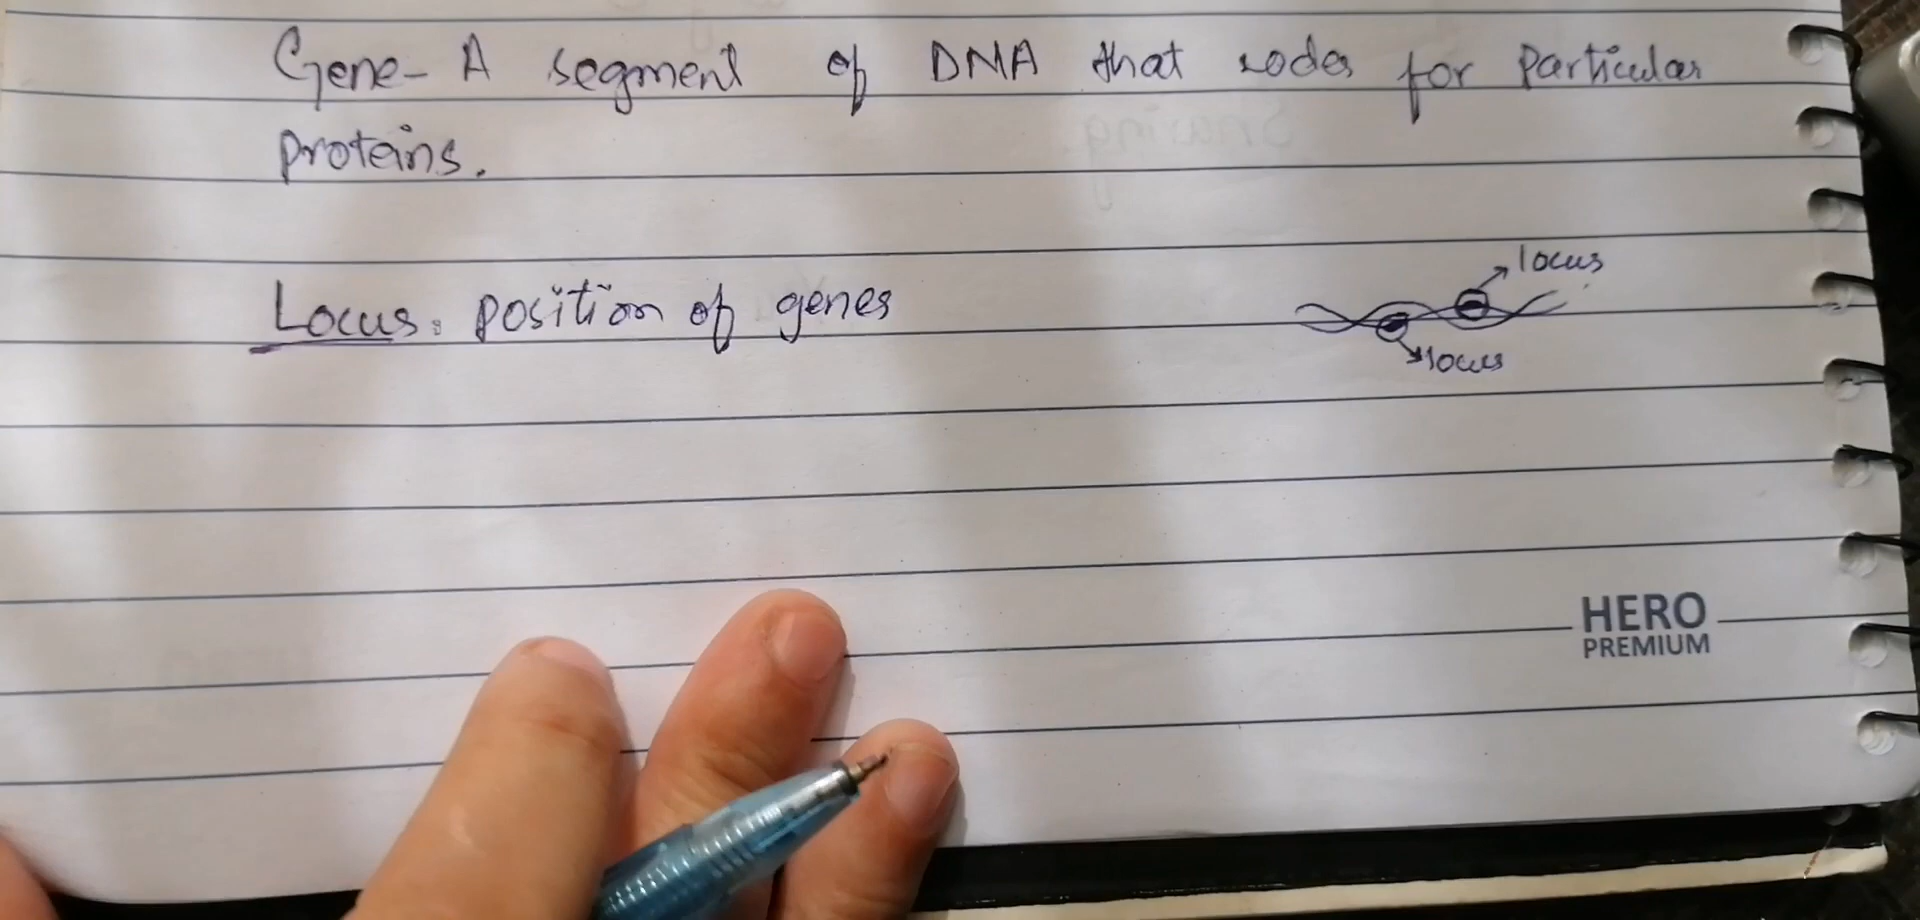 Gene - A segment of DNA that codes for particular
proteins.
locus
Locus: position of genes
locus
HERO
PREMIUM